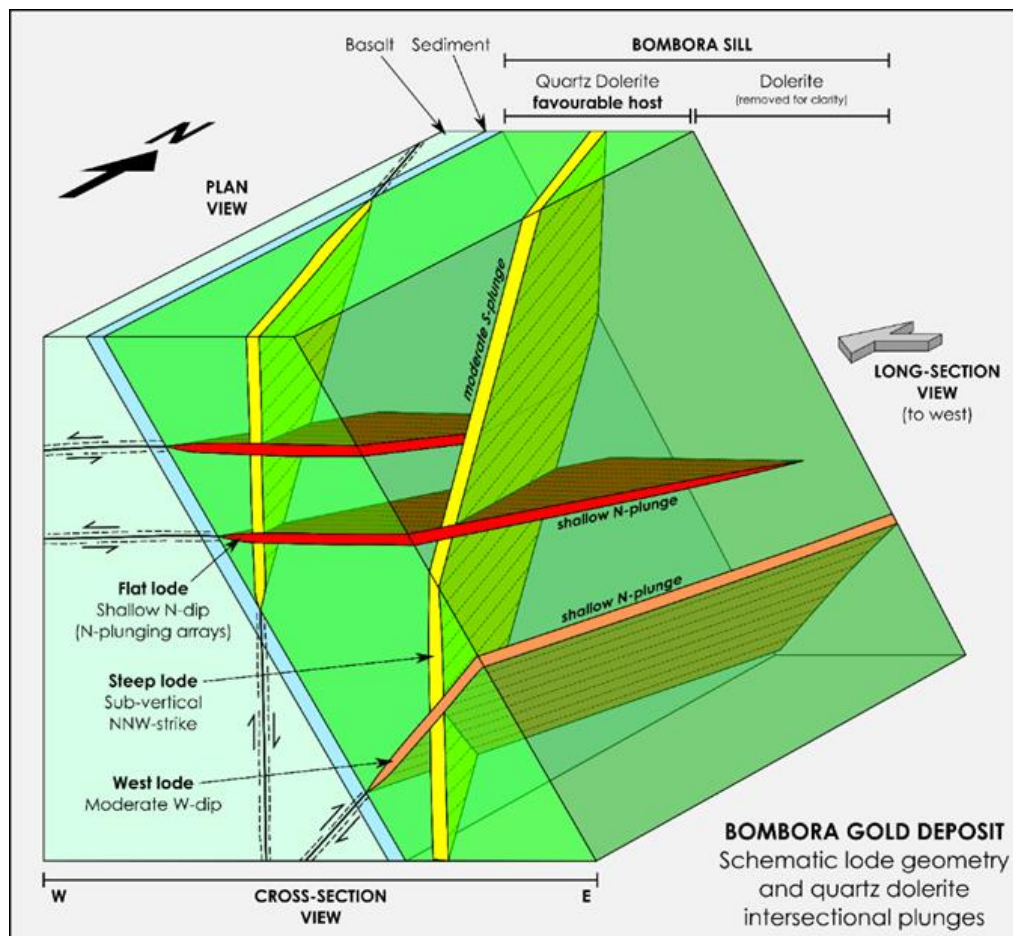 Basalt
Sediment
BOMBORA SILL
Quartz Dolerite
favourable host
Dolerite
(removed for clarity)
N
PLAN
VIEW
moderate S-plunge
LONG-SECTION
VIEW
(to west)
shallow N-plunge
shallow N-plunge
Flat lode
Shallow N-dip
(N-plunging arrays)
Steep lode
Sub-vertical
NNW-strike
West lode
Moderate W-dip
BOMBORA GOLD DEPOSIT
Schematic lode geometry
and quartz dolerite
intersectional plunges
W
CROSS-SECTION
VIEW
E